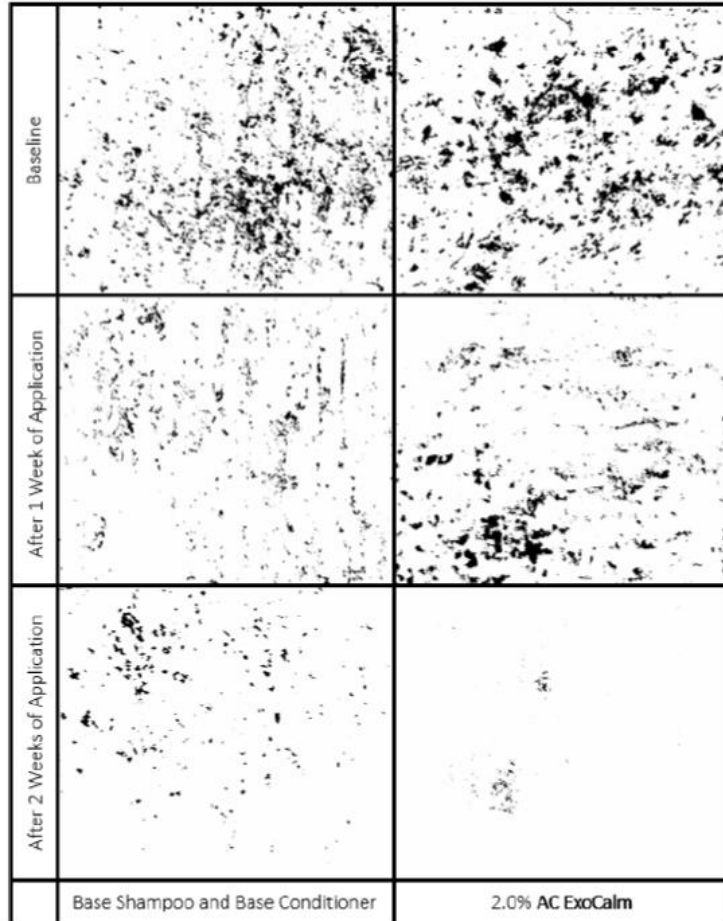 Baseline
After 1 Week of Application
After 2 Weeks of Application
Base Shampoo and Base Conditioner
2.0% AC ExoCalm